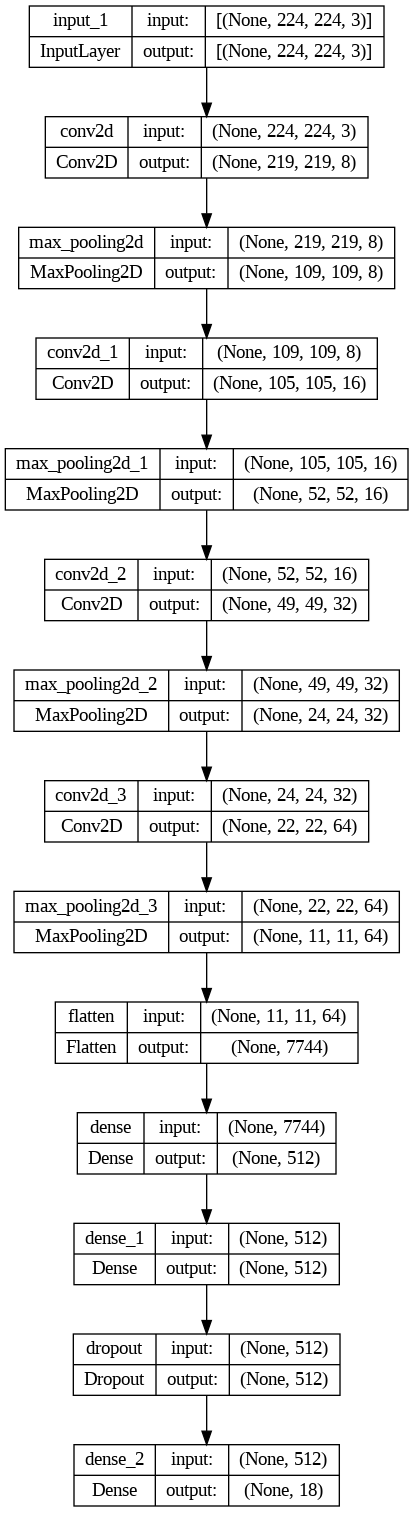 input_1 input: [(None, 224, 224, 3)]
InputLayer output: [(None, 224, 224, 3)]
conv2d input: (None, 224, 224, 3)
Conv2D output: (None, 219, 219, 8)
max_pooling2d input: (None, 219, 219, 8)
MaxPooling2D output: (None, 109, 109, 8)
conv2d_1 input: (None, 109, 109, 8)
Conv2D output: (None, 105, 105, 16)
max_pooling2d_1 input: (None, 105, 105, 16)
MaxPooling2D output: (None, 52, 52, 16)
conv2d_2 input: (None, 52, 52, 16)
Conv2D output: (None, 49, 49, 32)
max_pooling2d_2 input: (None, 49, 49, 32)
MaxPooling2D output: (None, 24, 24, 32)
conv2d_3 input: (None, 24, 24, 32)
Conv2D output: (None, 22, 22, 64)
max_pooling2d_3 input: (None, 22, 22, 64)
MaxPooling2D output: (None, 11, 11, 64)
flatten input: (None, 11, 11, 64)
Flatten output: (None, 7744)
dense input: (None, 7744)
Dense output: (None, 512)
dense_1 input: (None, 512)
Dense output: (None, 512)
dropout input: (None, 512)
Dropout output: (None, 512)
dense_2 input: (None, 512)
Dense output: (None, 18)